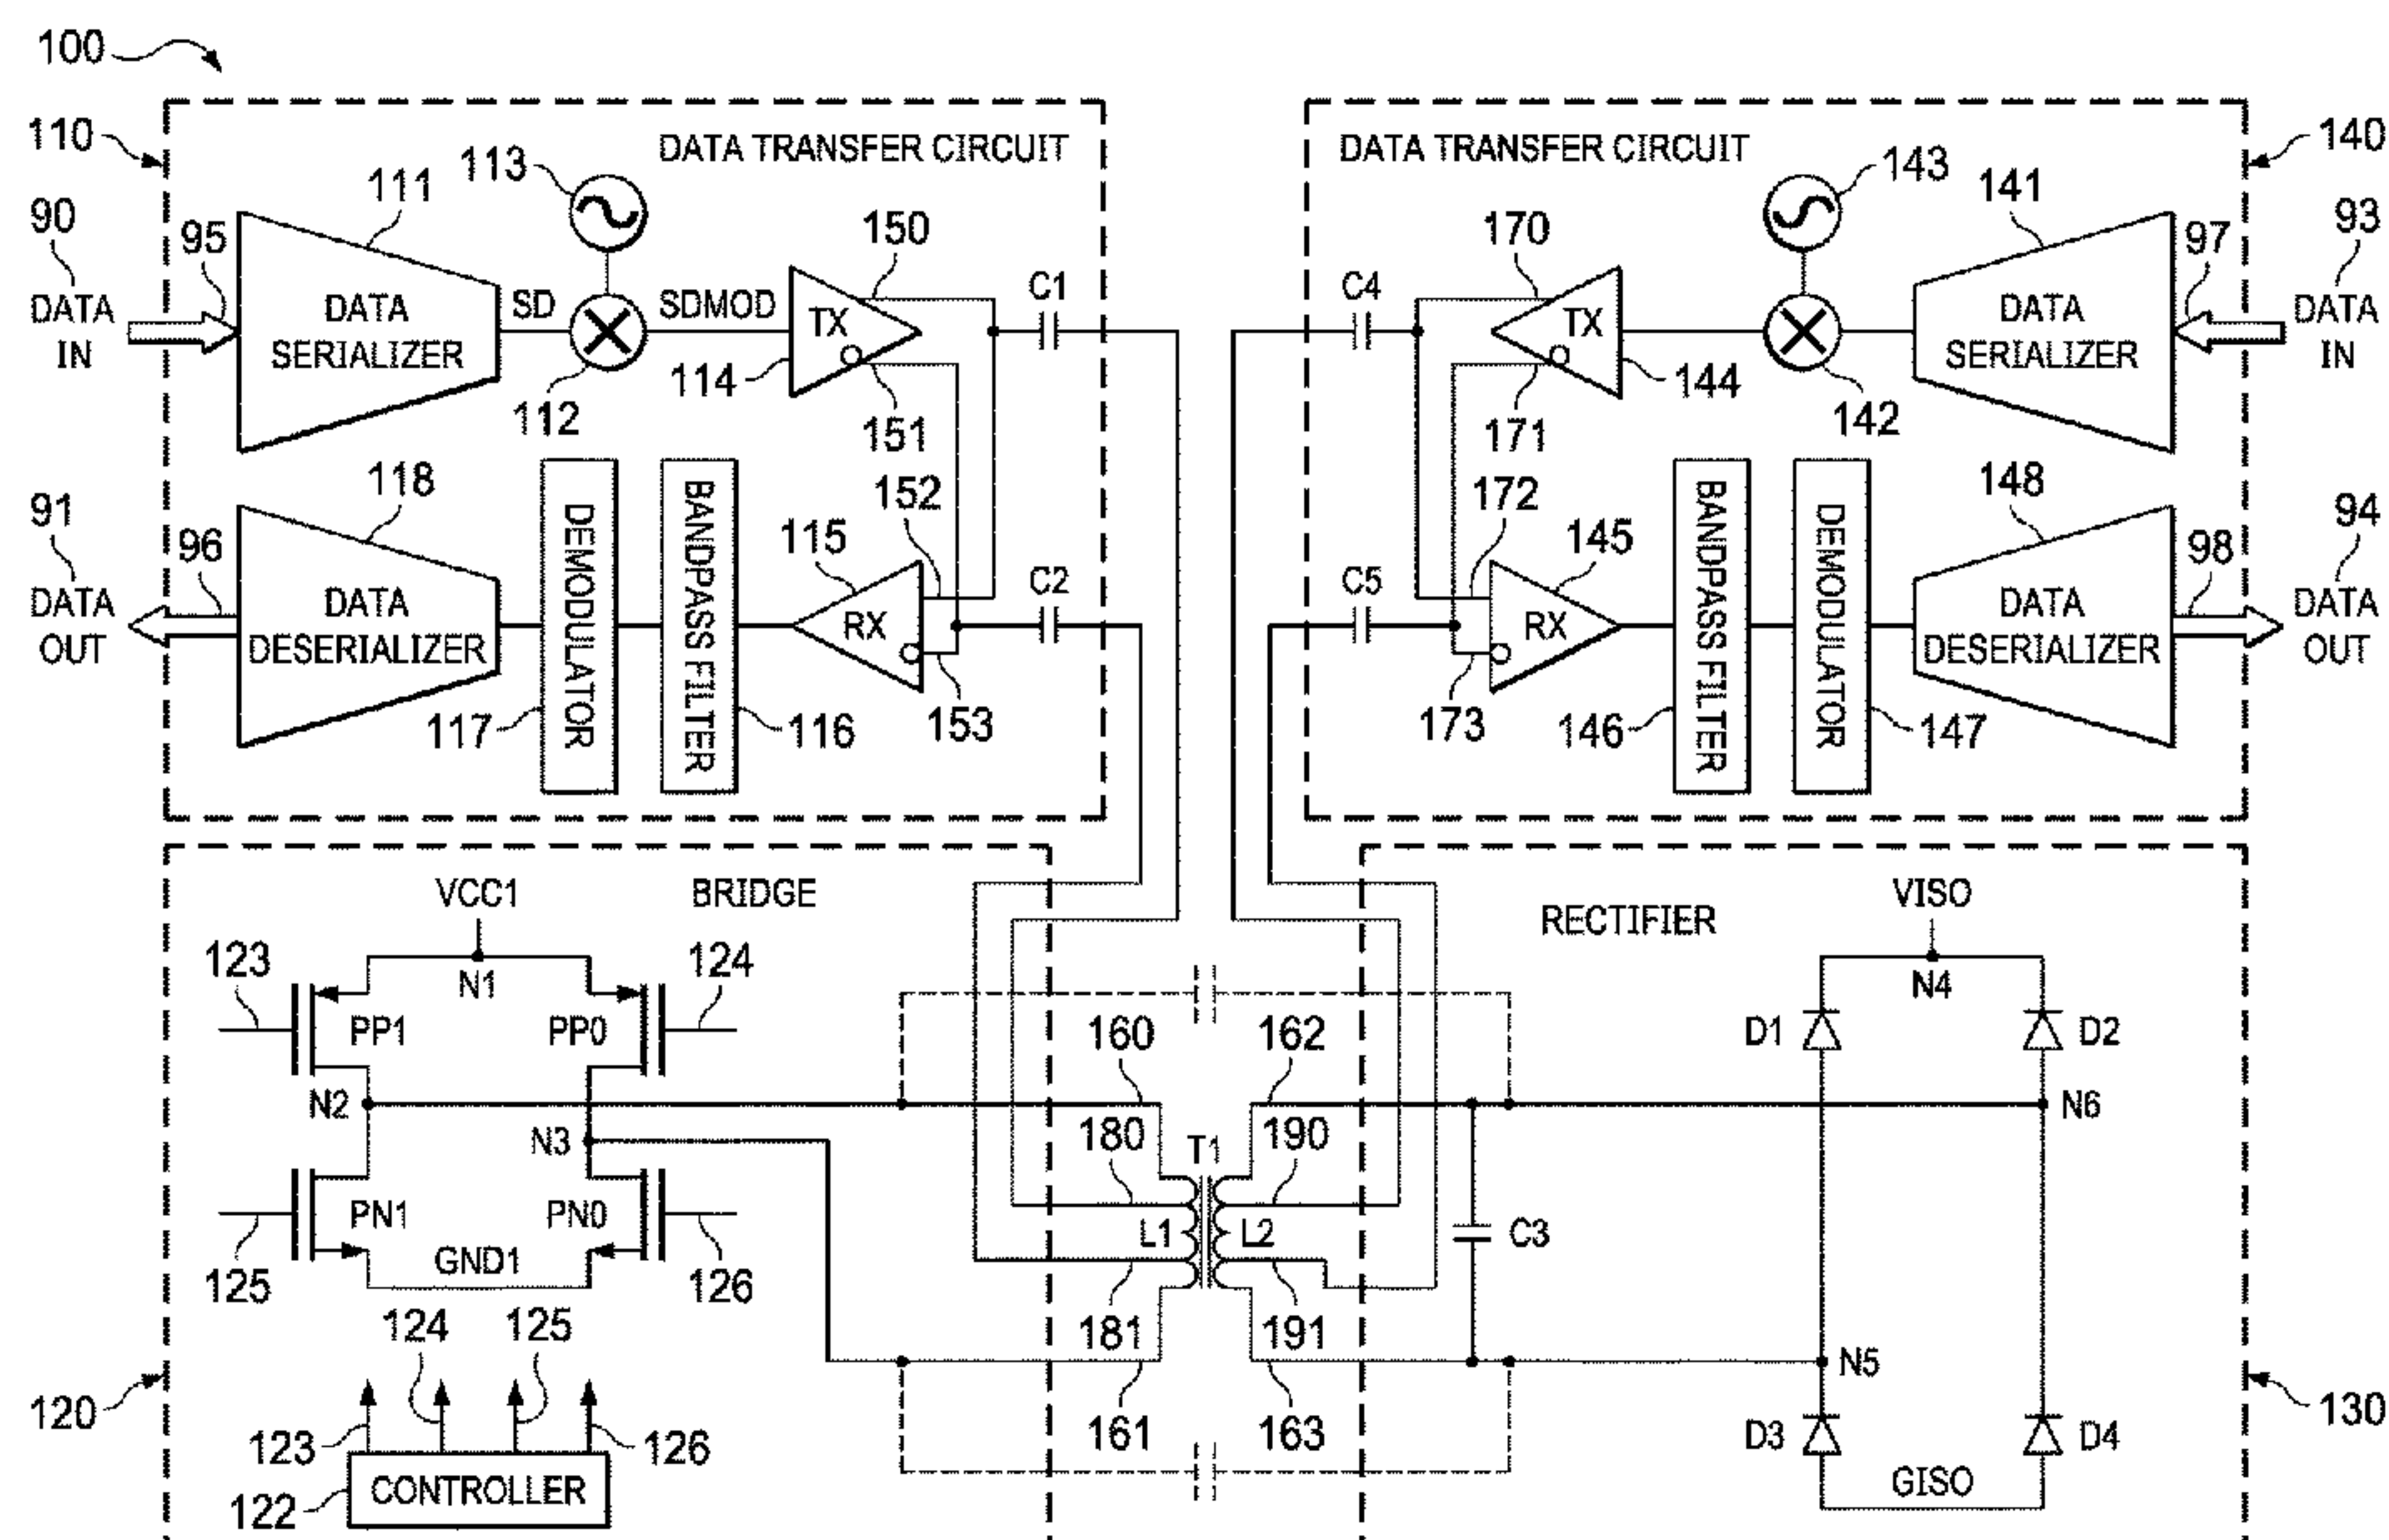 100
110
DATA TRANSFER CIRCUIT
113
111
90
95
DATA
IN
DATA
SERIALIZER
SD
112
SDMOD
TX
114
150
151
C1
118
91
96
DATA
OUT
DATA
DESERIALIZER
DEMODULATOR
117
BANDPASS FILTER
116
115
RX
152
153
C2
DATA TRANSFER CIRCUIT
140
143
141
93
97
DATA
IN
DATA
SERIALIZER
142
170
TX
144
171
C4
172
145
C5
RX
173
BANDPASS FILTER
146
DEMODULATOR
147
148
DATA
DESERIALIZER
98
94
DATA
OUT
VCC1
BRIDGE
123
N1
124
PP1
PP0
N2
N3
PN1
PN0
125
GND1
126
124
125
120
123
126
122
CONTROLLER
160
162
180
T1
190
L1
L2
181
191
161
163
RECTIFIER
VISO
N4
D1
D2
N6
C3
N5
D3
D4
GISO
130